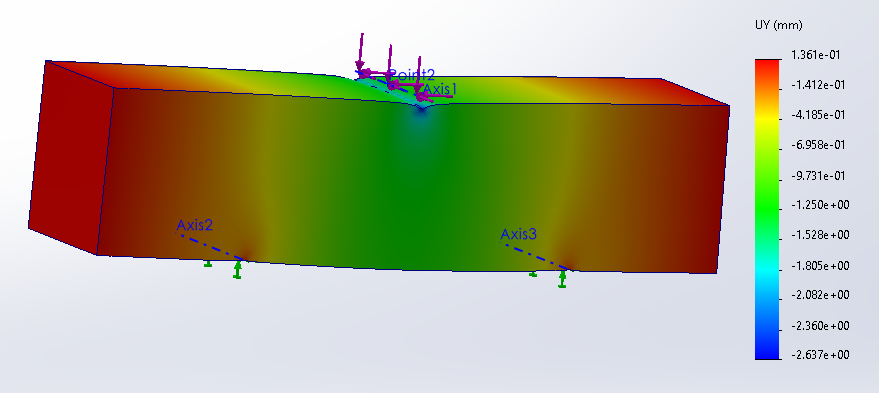 UY (mm)
1.361e-01
-1.412e-01
-4.185e-01
-6.958e-01
-9.731e-01
-1.250e+00
-1.528e+00
-1.805e+00
-2.082e+00
-2.360e+00
-2.637e+00
Point2
Axis1
Axis2
Axis3